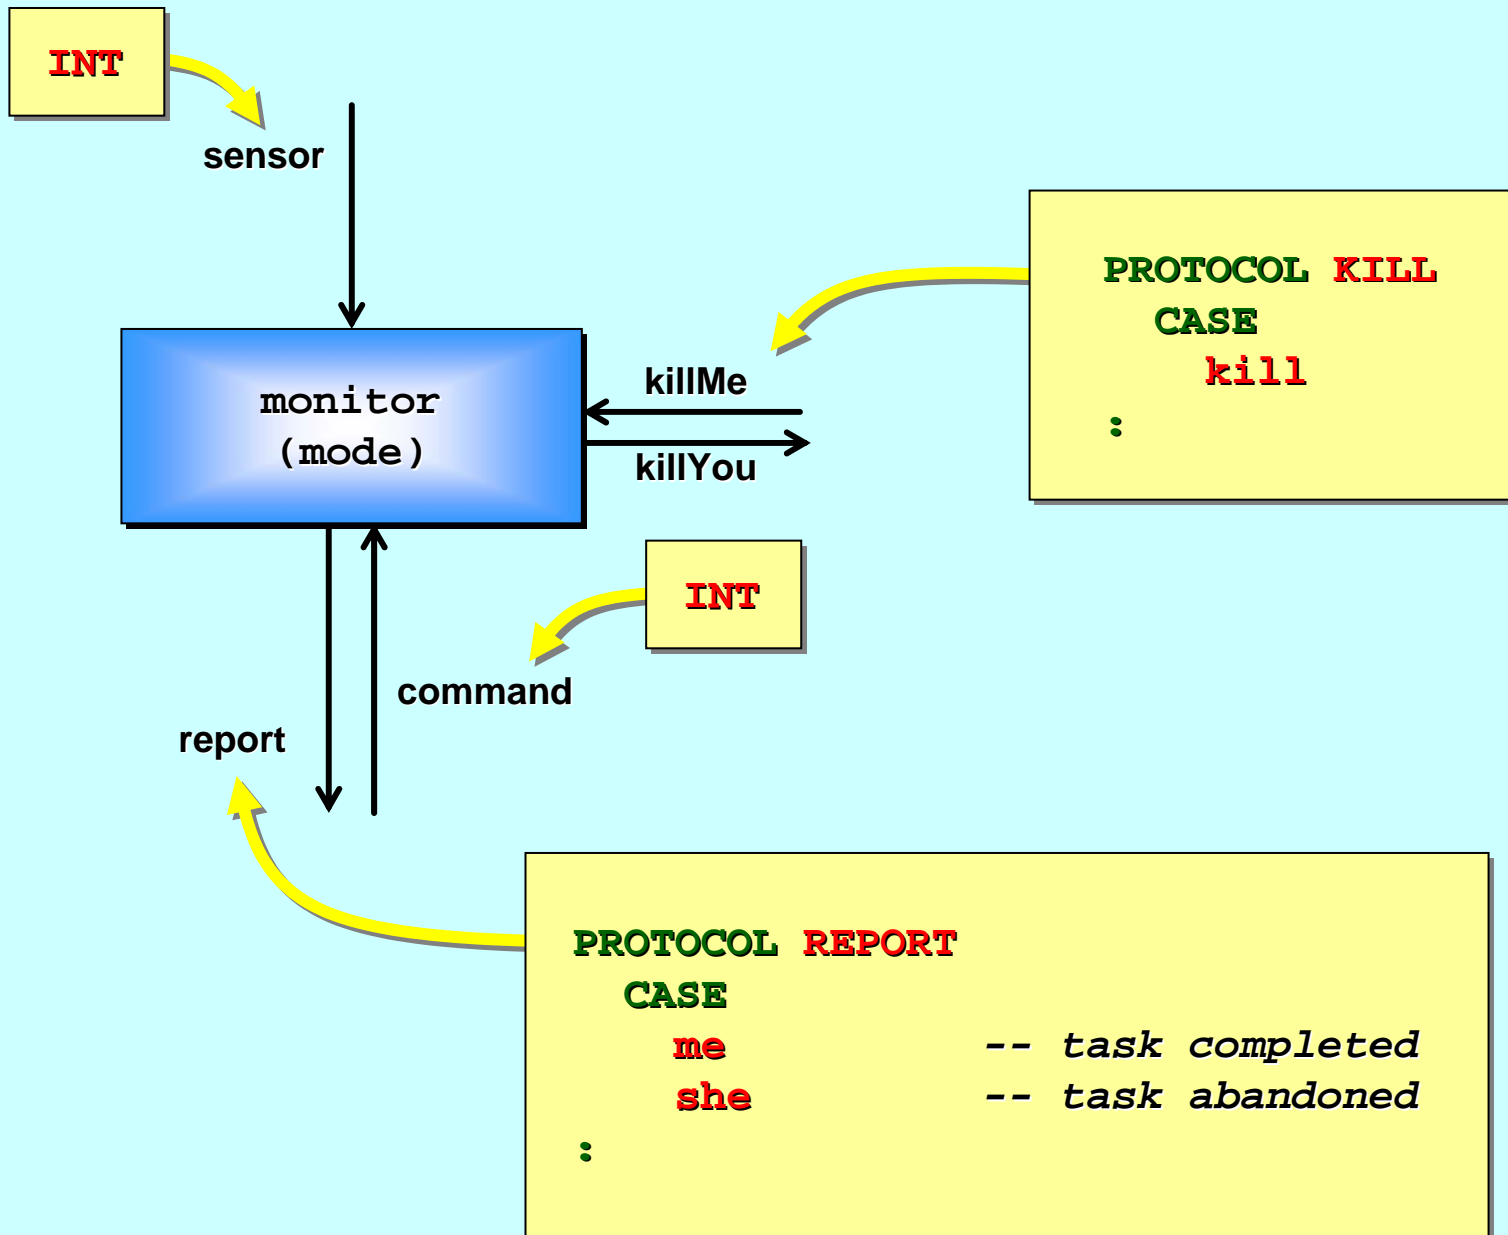 INT
sensor
PROTOCOL KILL
CASE
kill
:
monitor
(mode)
killMe
killYou
INT
command
report
PROTOCOL REPORT
CASE
me -- task completed
she -- task abandoned
: